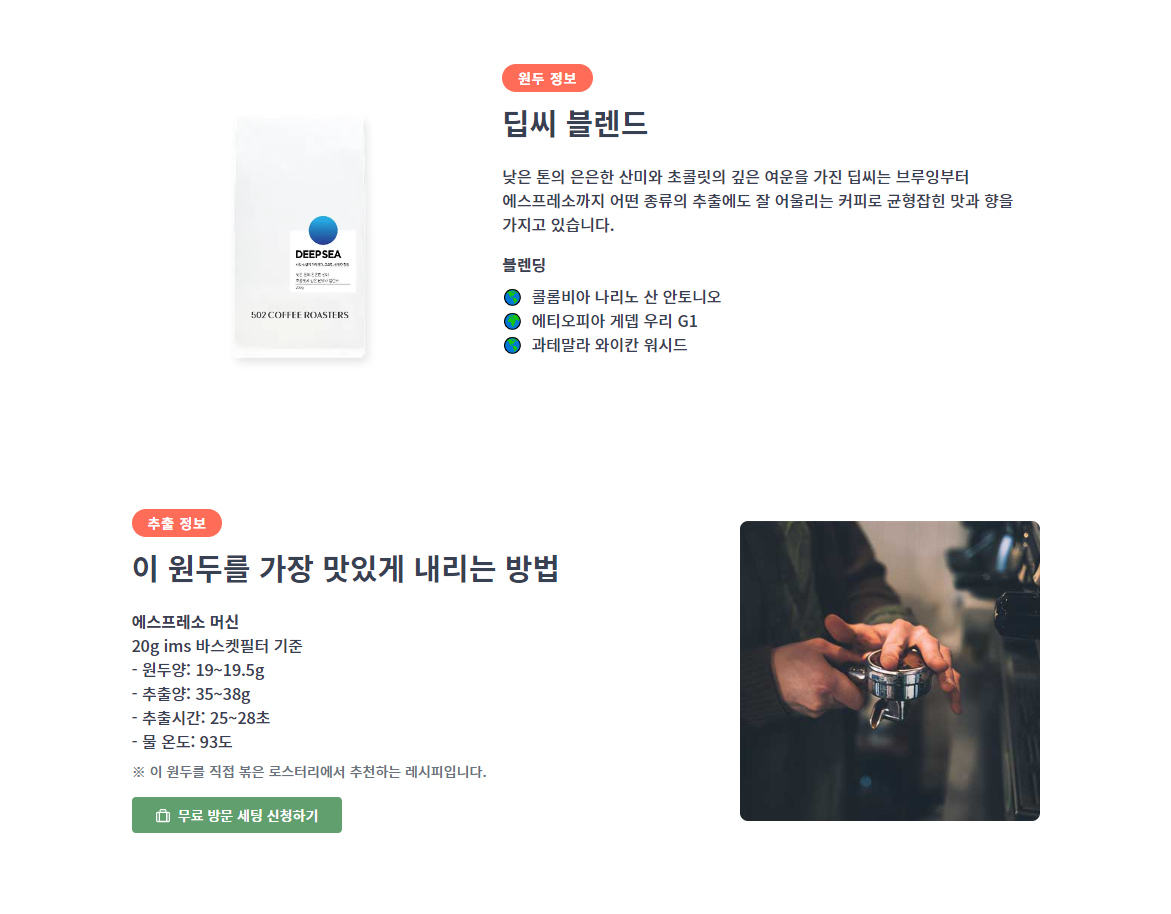 원두 정보
딥씨 블렌드
낮은 톤의 은은한 산미와 초콜릿의 깊은 여운을 가진 딥씨는 브루잉부터
에스프레소까지 어떤 종류의 추출에도 잘 어울리는 커피로 균형잡힌 맛과 향을
가지고 있습니다.
블렌딩
콜롬비아 나리노 산 안토니오
에티오피아 게뎁 우리 G1
과테말라 와이칸 워시드
DEEPSEA
502 COFFEE ROASTERS
추출 정보
이 원두를 가장 맛있게 내리는 방법
에스프레소 머신
20g ims 바스켓필터 기준
- 원두양: 19~19.5g
- 추출양: 35~38g
- 추출시간: 25~28초
- 물 온도: 93도
※ 이 원두를 직접 볶은 로스터리에서 추천하는 레시피입니다.
무료 방문 세팅 신청하기